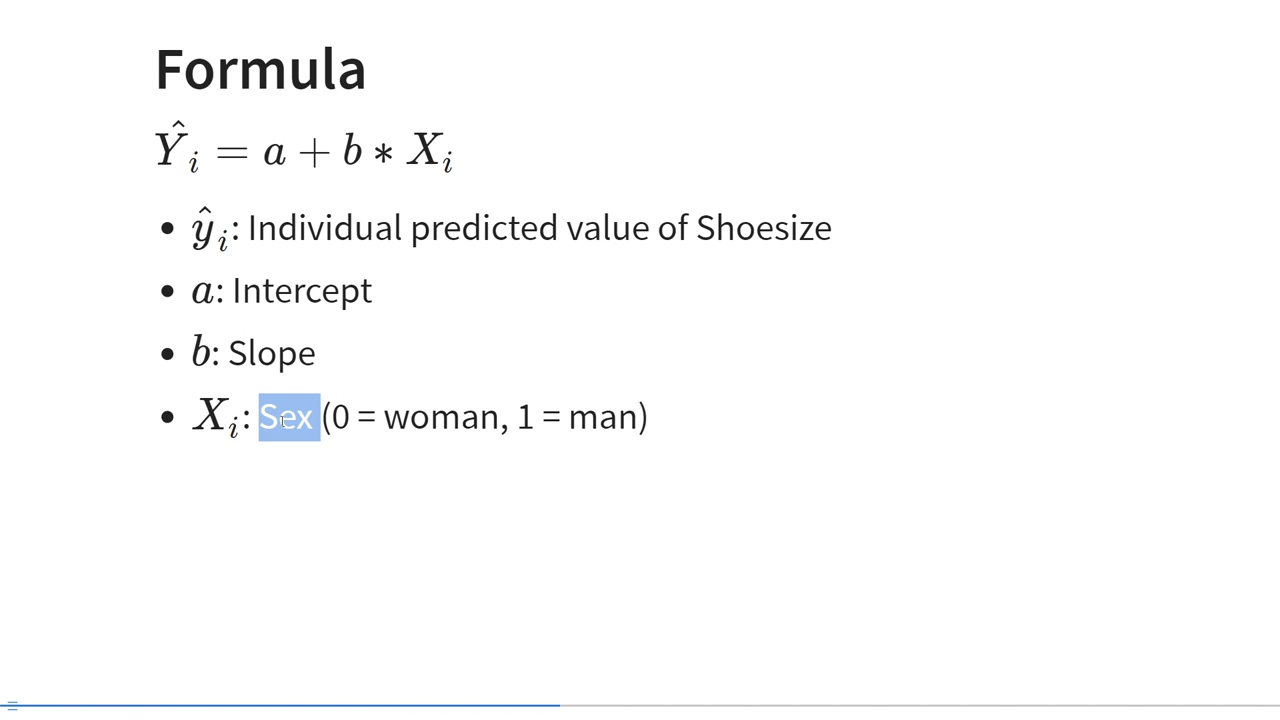 Formula
Ŷᵢ = a + b ∗ Xᵢ
• ŷᵢ: Individual predicted value of Shoesize
• a: Intercept
• b: Slope
• Xᵢ: Sex (0 = woman, 1 = man)